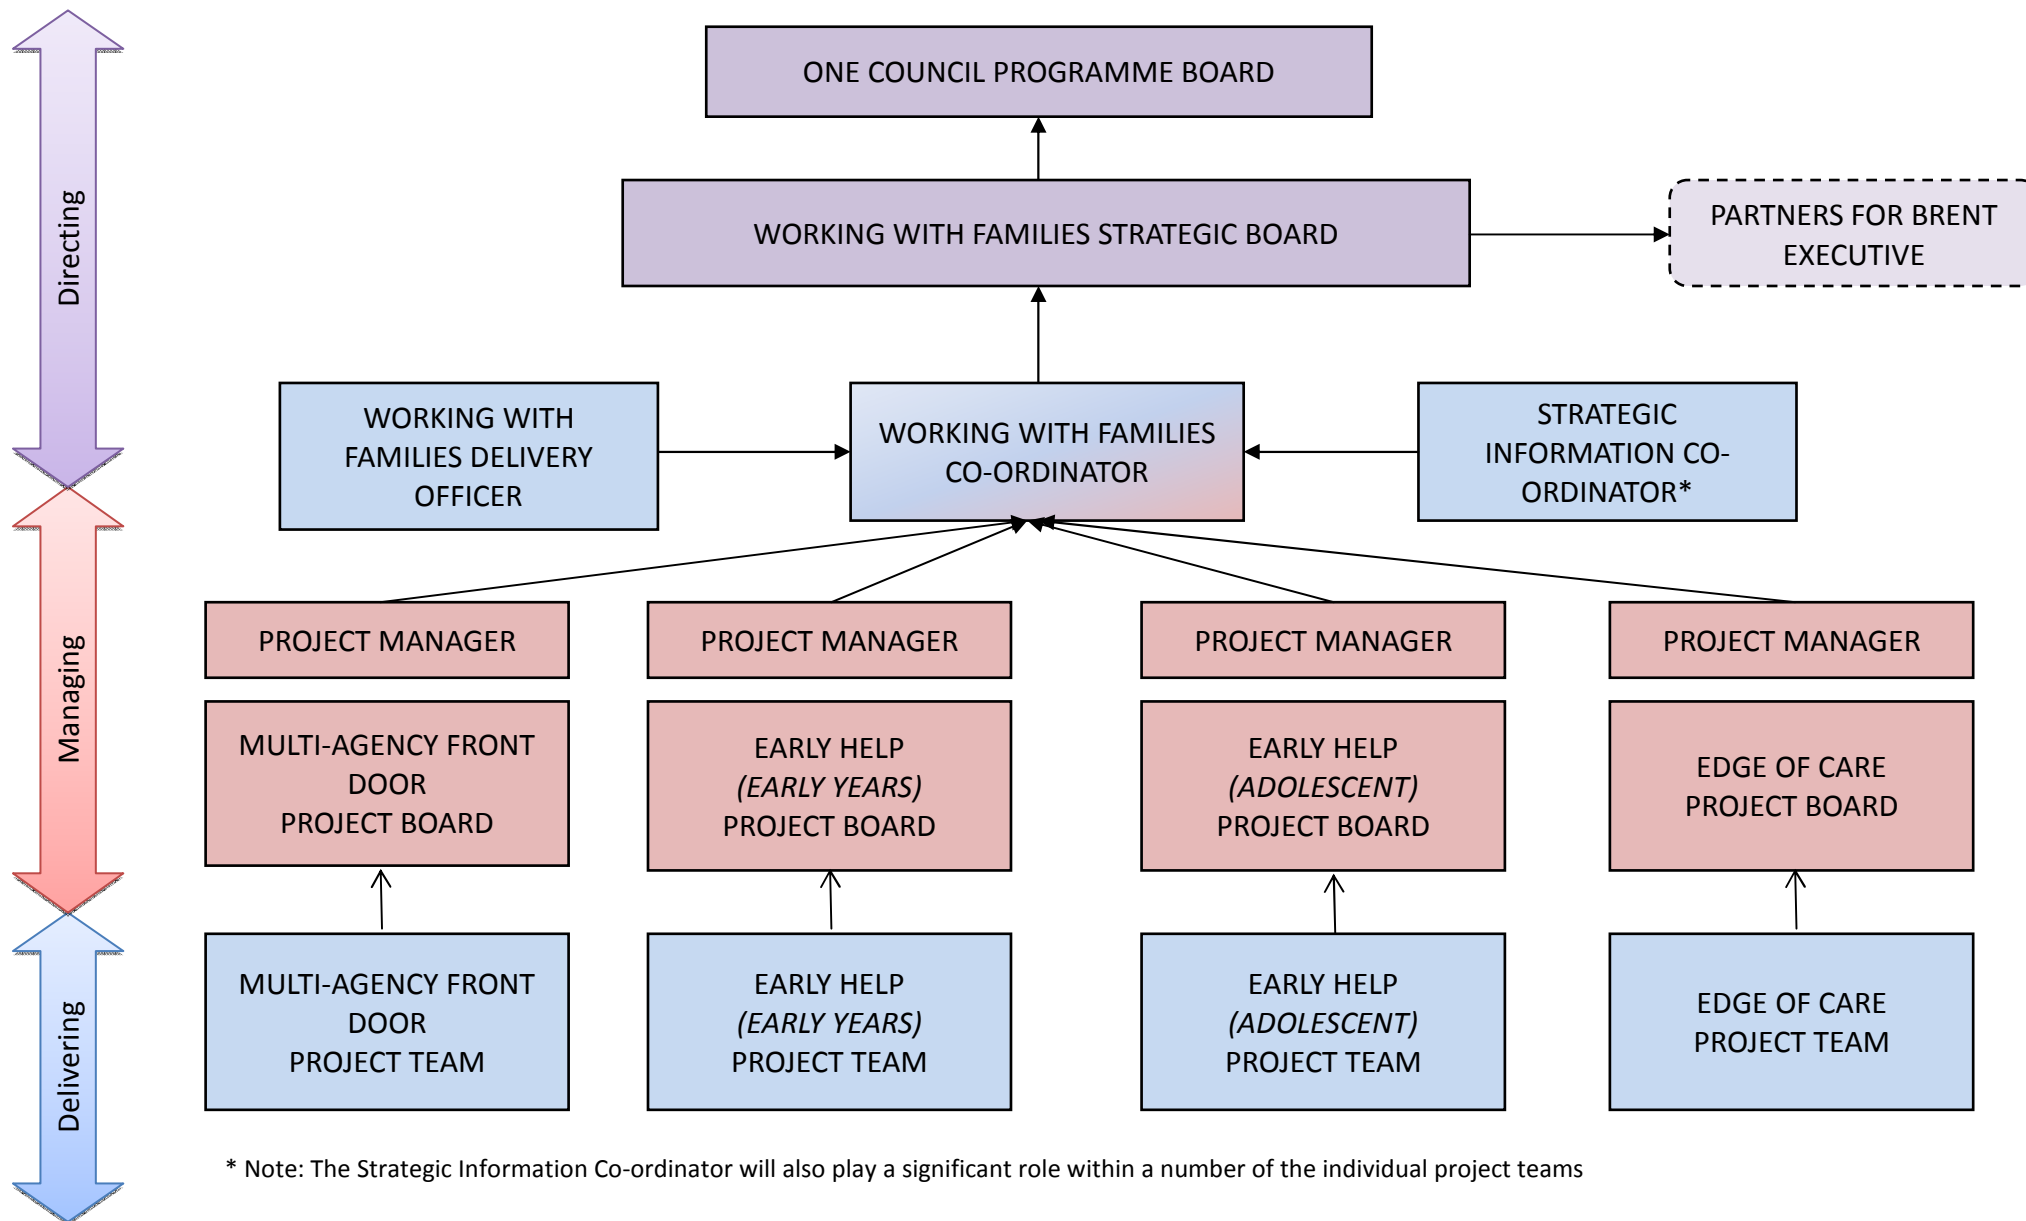 ONE COUNCIL PROGRAMME BOARD
Directing
WORKING WITH FAMILIES STRATEGIC BOARD
PARTNERS FOR BRENT
EXECUTIVE
WORKING WITH
FAMILIES DELIVERY
OFFICER
WORKING WITH FAMILIES
CO-ORDINATOR
STRATEGIC
INFORMATION CO-
ORDINATOR*
Managing
PROJECT MANAGER
PROJECT MANAGER
PROJECT MANAGER
PROJECT MANAGER
MULTI-AGENCY FRONT
DOOR
PROJECT BOARD
EARLY HELP
(EARLY YEARS)
PROJECT BOARD
EARLY HELP
(ADOLESCENT)
PROJECT BOARD
EDGE OF CARE
PROJECT BOARD
Delivering
MULTI-AGENCY FRONT
DOOR
PROJECT TEAM
EARLY HELP
(EARLY YEARS)
PROJECT TEAM
EARLY HELP
(ADOLESCENT)
PROJECT TEAM
EDGE OF CARE
PROJECT TEAM
* Note: The Strategic Information Co-ordinator will also play a significant role within a number of the individual project teams